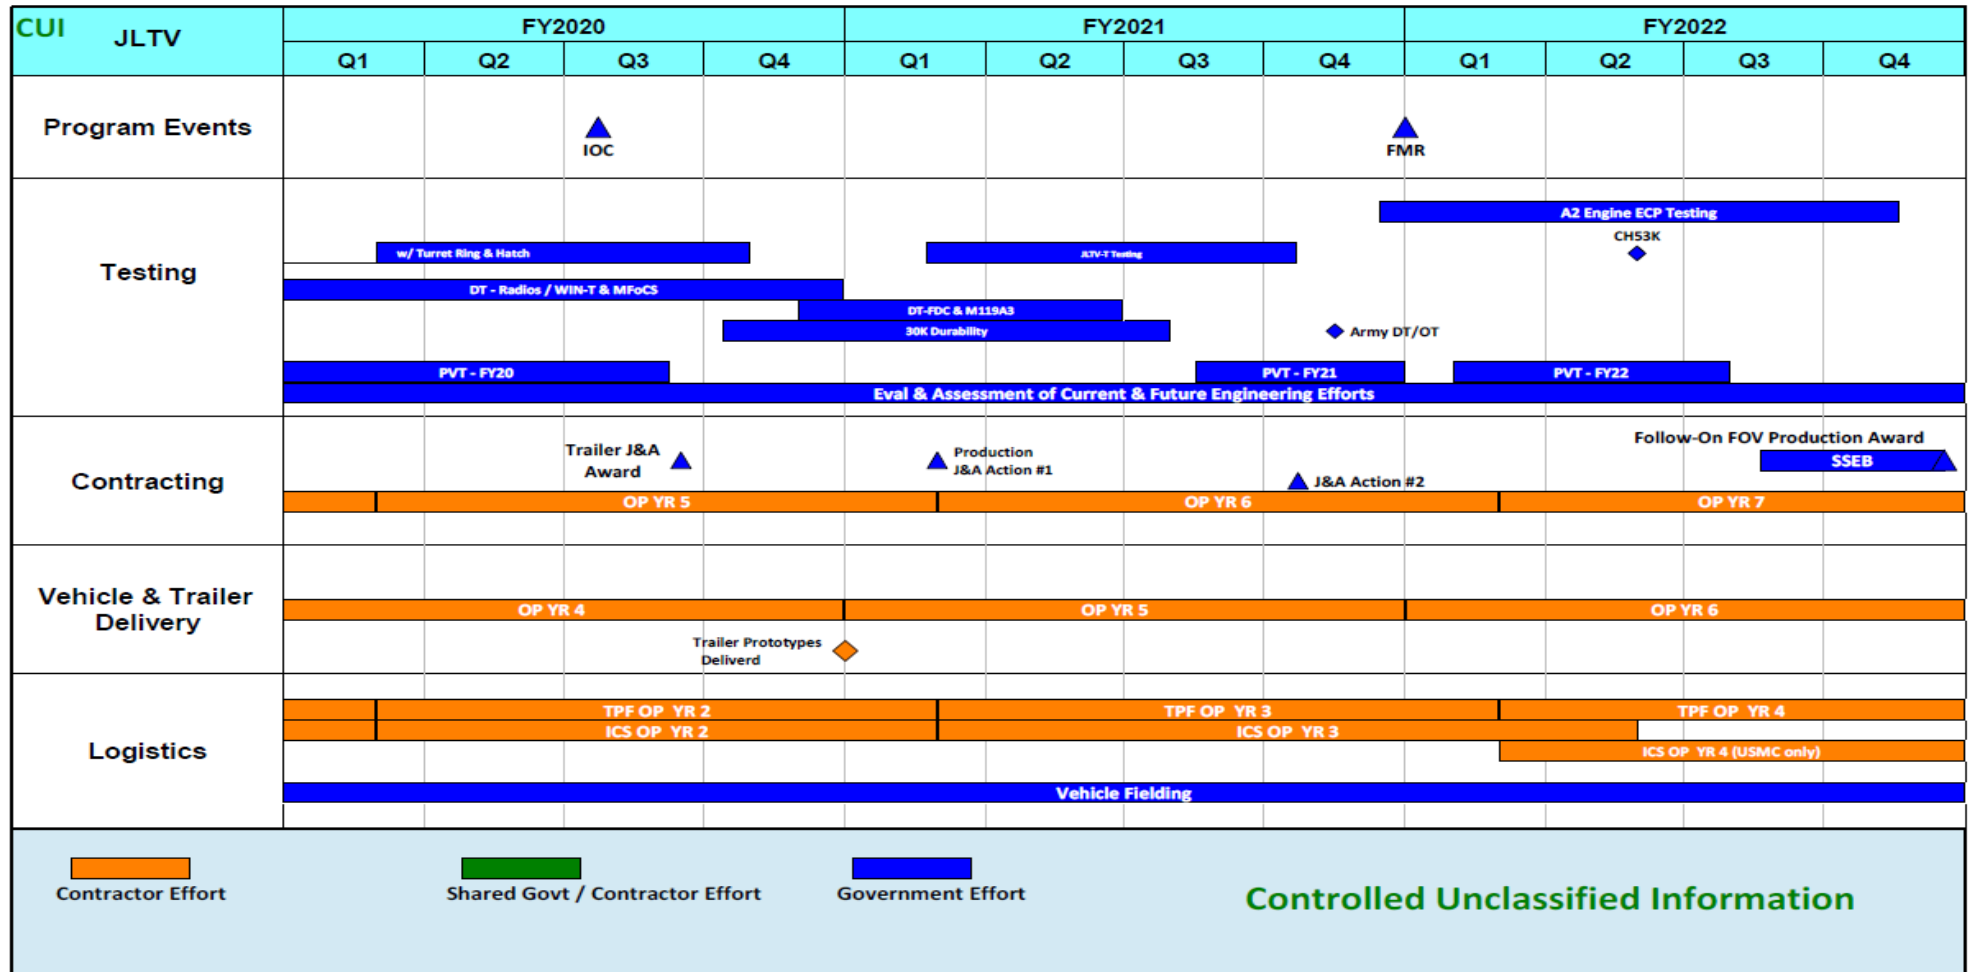 CUI
JLTV
FY2020 FY2021 FY2022
Q1 Q2 Q3 Q4 Q1 Q2 Q3 Q4 Q1 Q2 Q3 Q4
Program Events
IOC
FMR
Testing
A2 Engine ECP Testing
CH53K
w/ Turret Ring & Hatch
JLTV-T Testing
DT - Radios / WIN-T & MFoCS
DT-FDC & M119A3
30K Durability
Army DT/OT
PVT - FY20
PVT - FY21
PVT - FY22
Eval & Assessment of Current & Future Engineering Efforts
Contracting
Trailer J&A
Award
Production
J&A Action #1
J&A Action #2
Follow-On FOV Production Award
SSEB
OP YR 5
OP YR 6
OP YR 7
Vehicle & Trailer
Delivery
OP YR 4
OP YR 5
OP YR 6
Trailer Prototypes
Deliverd
Logistics
TPF OP YR 2
TPF OP YR 3
TPF OP YR 4
ICS OP YR 2
ICS OP YR 3
ICS OP YR 4 (USMC only)
Vehicle Fielding
Contractor Effort
Shared Govt / Contractor Effort
Government Effort
Controlled Unclassified Information